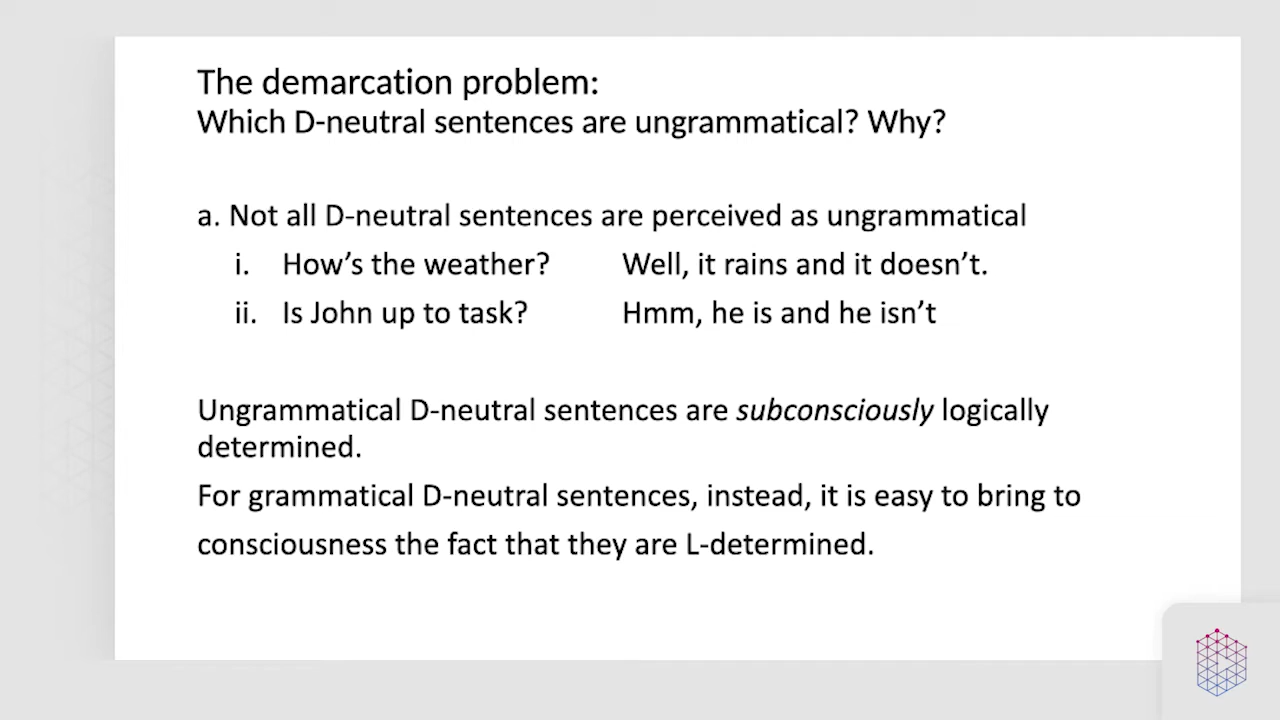 The demarcation problem:
Which D-neutral sentences are ungrammatical? Why?
a. Not all D-neutral sentences are perceived as ungrammatical
i. How’s the weather? Well, it rains and it doesn’t.
ii. Is John up to task? Hmm, he is and he isn’t
Ungrammatical D-neutral sentences are subconsciously logically
determined.
For grammatical D-neutral sentences, instead, it is easy to bring to
consciousness the fact that they are L-determined.